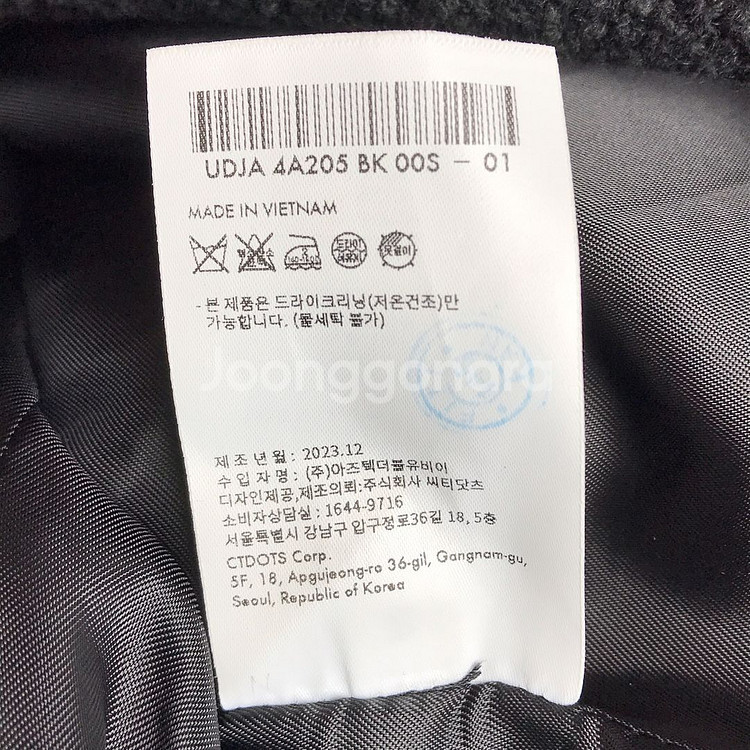 UDJA 4A205 BK 00S - 01
MADE IN VIETNAM
드라이
석유계
- 본 제품은 드라이크리닝(저온건조)만
가능합니다. (물세탁 불가)
Joonggonara
제조년월 : 2023.12
수입자명 : (주)아즈텍더블유비이
디자인제공,제조의뢰:주식회사 씨티닷츠
소비자상담실 : 1644-9716
서울특별시 강남구 압구정로36길 18, 5층
CTDOTS Corp.
5F, 18, Apgujeong-ro 36-gil, Gangnam-gu,
Seoul, Republic of Korea